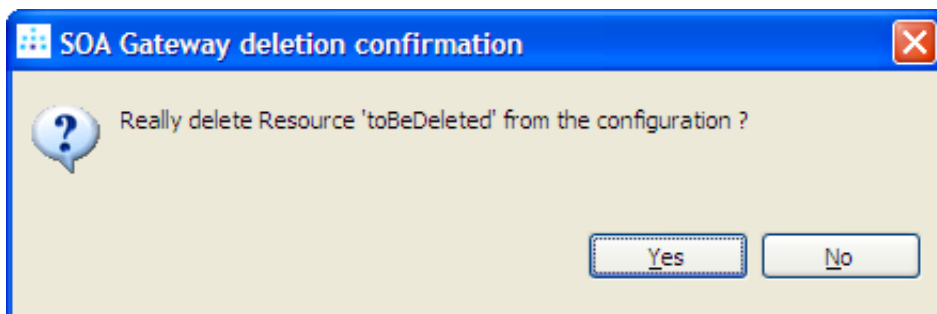 SOA Gateway deletion confirmation
Really delete Resource 'toBeDeleted' from the configuration ?
Yes No